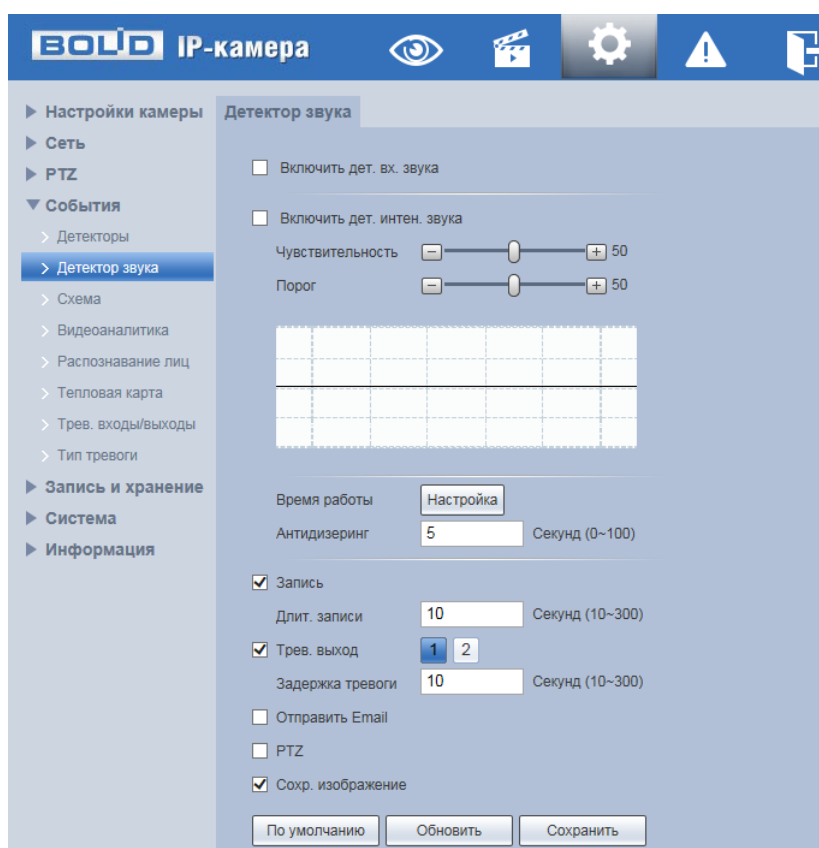 BOLID IP-камера
Настройки камеры
Сеть
PTZ
События
Детекторы
Детектор звука
Схема
Видеоаналитика
Распознавание лиц
Тепловая карта
Трев. входы/выходы
Тип тревоги
Запись и хранение
Система
Информация
Детектор звука
Включить дет. вх. звука
Включить дет. интен. звука
Чувствительность 50
Порог 50
Время работы Настройка
Антидизеринг 5 Секунд (0~100)
Запись
Длит. записи 10 Секунд (10~300)
Трев. выход 1 2
Задержка тревоги 10 Секунд (10~300)
Отправить Email
PTZ
Сохр. изображение
По умолчанию Обновить Сохранить